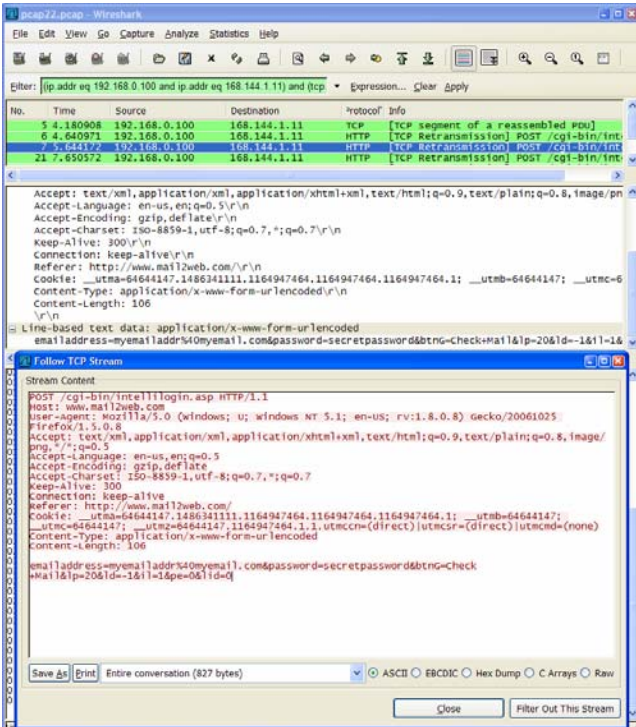 pcap22.pcap - Wireshark
File Edit View Go Capture Analyze Statistics Help
Filter: (ip.addr eq 192.168.0.100 and ip.addr eq 168.144.1.11) and (tcp Expression... Clear Apply
No. Time Source Destination Protocol Info
5 4.180908 192.168.0.100 168.144.1.11 TCP [TCP segment of a reassembled PDU]
6 4.640971 192.168.0.100 168.144.1.11 HTTP [TCP Retransmission] POST /cgi-bin/int
7 5.644172 192.168.0.100 168.144.1.11 HTTP [TCP Retransmission] POST /cgi-bin/int
21 7.650572 192.168.0.100 168.144.1.11 HTTP [TCP Retransmission] POST /cgi-bin/int
Accept: text/xml,application/xml,application/xhtml+xml,text/html;q=0.9,text/plain;q=0.8,image/pn
Accept-Language: en-us,en;q=0.5\r\n
Accept-Encoding: gzip,deflate\r\n
Accept-Charset: ISO-8859-1,utf-8;q=0.7,*;q=0.7\r\n
Keep-Alive: 300\r\n
Connection: keep-alive\r\n
Referer: http://www.mail2web.com/\r\n
Cookie: __utma=64644147.1486341111.1164947464.1164947464.1164947464.1; __utmb=64644147; __utmc=6
Content-Type: application/x-www-form-urlencoded\r\n
Content-Length: 106
\r\n
Line-based text data: application/x-www-form-urlencoded
emailaddress=myemailaddr%40myemail.com&password=secretpassword&btnG=Check+Mail&lp=20&ld=-1&il=1&
Follow TCP Stream
Stream Content
POST /cgi-bin/intellilogin.asp HTTP/1.1
Host: www.mail2web.com
User-Agent: Mozilla/5.0 (Windows; U; Windows NT 5.1; en-US; rv:1.8.0.8) Gecko/20061025
Firefox/1.5.0.8
Accept: text/xml,application/xml,application/xhtml+xml,text/html;q=0.9,text/plain;q=0.8,image/
png,*/*;q=0.5
Accept-Language: en-us,en;q=0.5
Accept-Encoding: gzip,deflate
Accept-Charset: ISO-8859-1,utf-8;q=0.7,*;q=0.7
Keep-Alive: 300
Connection: keep-alive
Referer: http://www.mail2web.com/
Cookie: __utma=64644147.1486341111.1164947464.1164947464.1164947464.1; __utmb=64644147;
__utmc=64644147; __utmz=64644147.1164947464.1.1.utmccn=(direct)|utmcsr=(direct)|utmcmd=(none)
Content-Type: application/x-www-form-urlencoded
Content-Length: 106
emailaddress=myemailaddr%40myemail.com&password=secretpassword&btnG=Check
+Mail&lp=20&ld=-1&il=1&pe=0&lid=0
Save As Print Entire conversation (827 bytes) ASCII EBCDIC Hex Dump C Arrays Raw
Close Filter Out This Stream